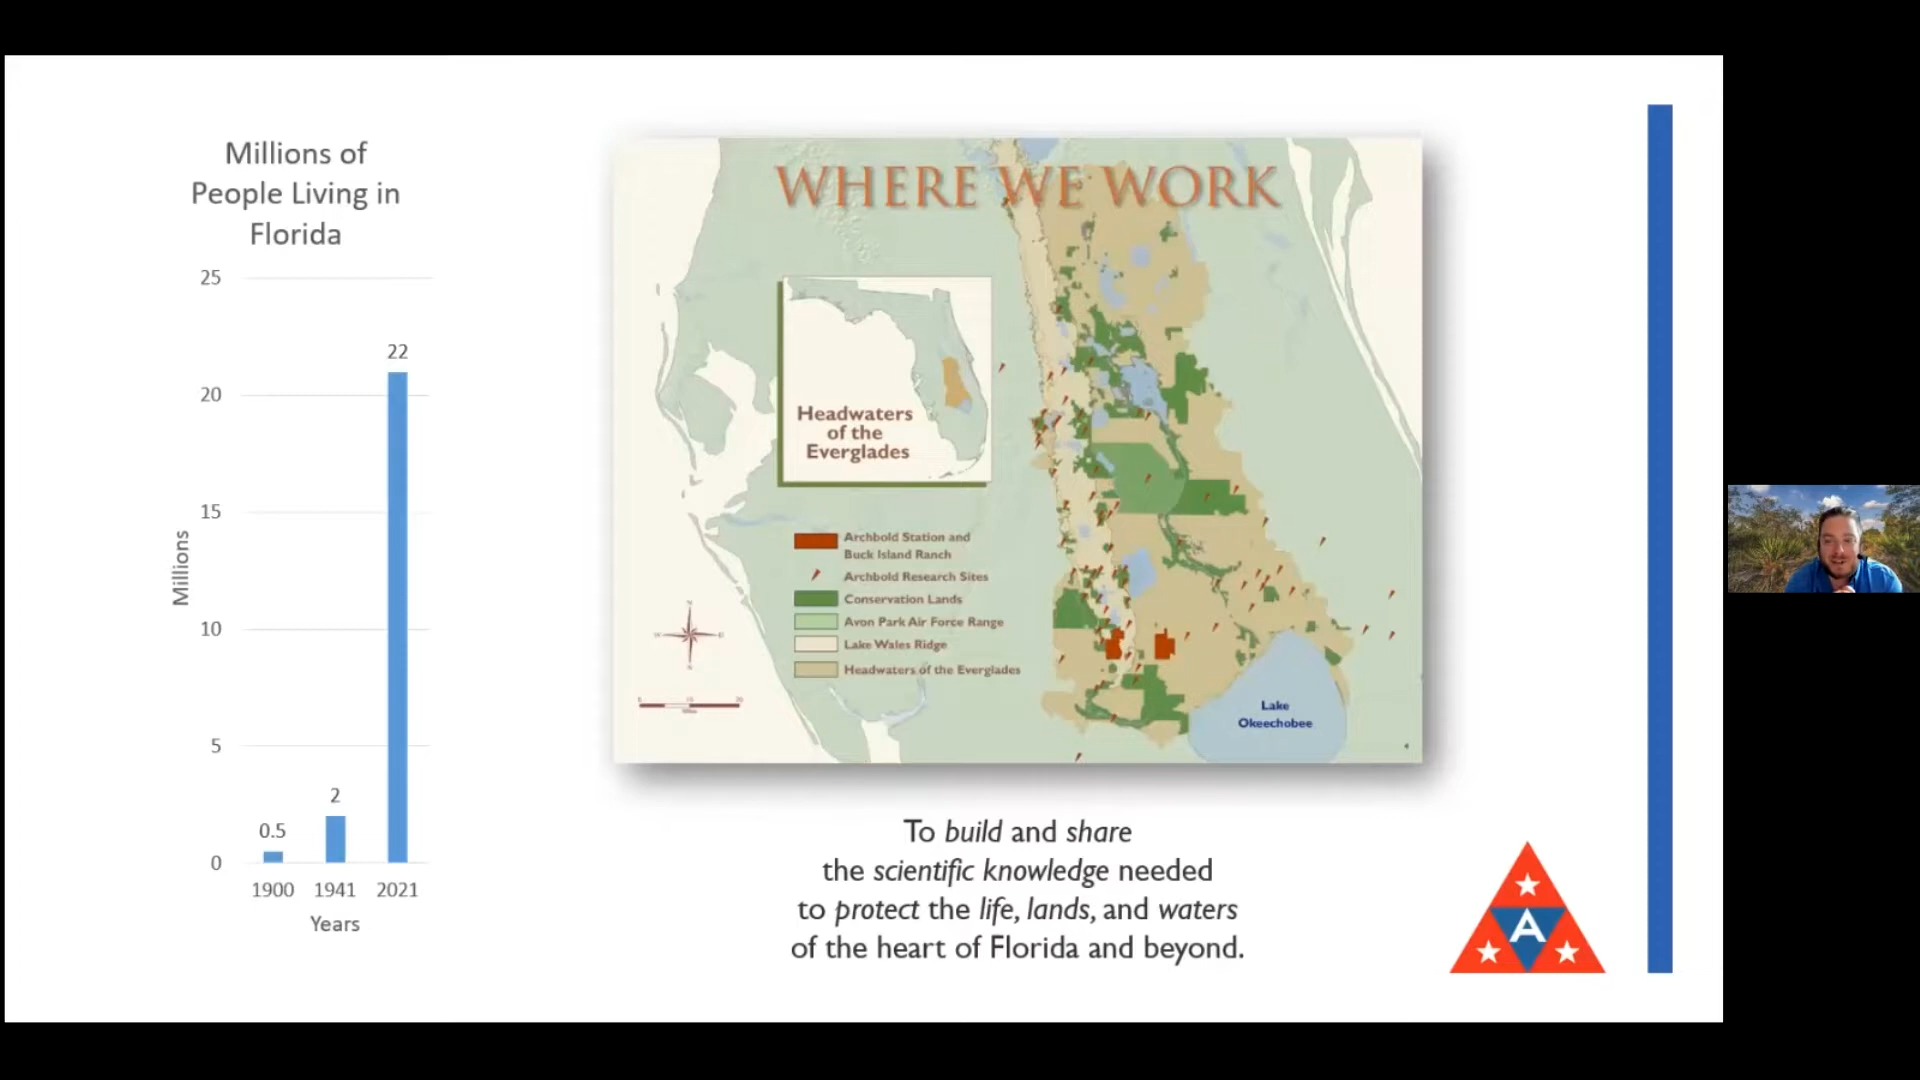 Millions of
People Living in
Florida
25
20
15
10
5
0
Millions
0.5
2
22
1900
1941
2021
Years
WHERE WE WORK
Headwaters
of the
Everglades
Archbold Station and
Buck Island Ranch
Archbold Research Sites
Conservation Lands
Avon Park Air Force Range
Lake Wales Ridge
Headwaters of the Everglades
Lake
Okeechobee
To build and share
the scientific knowledge needed
to protect the life, lands, and waters
of the heart of Florida and beyond.
A